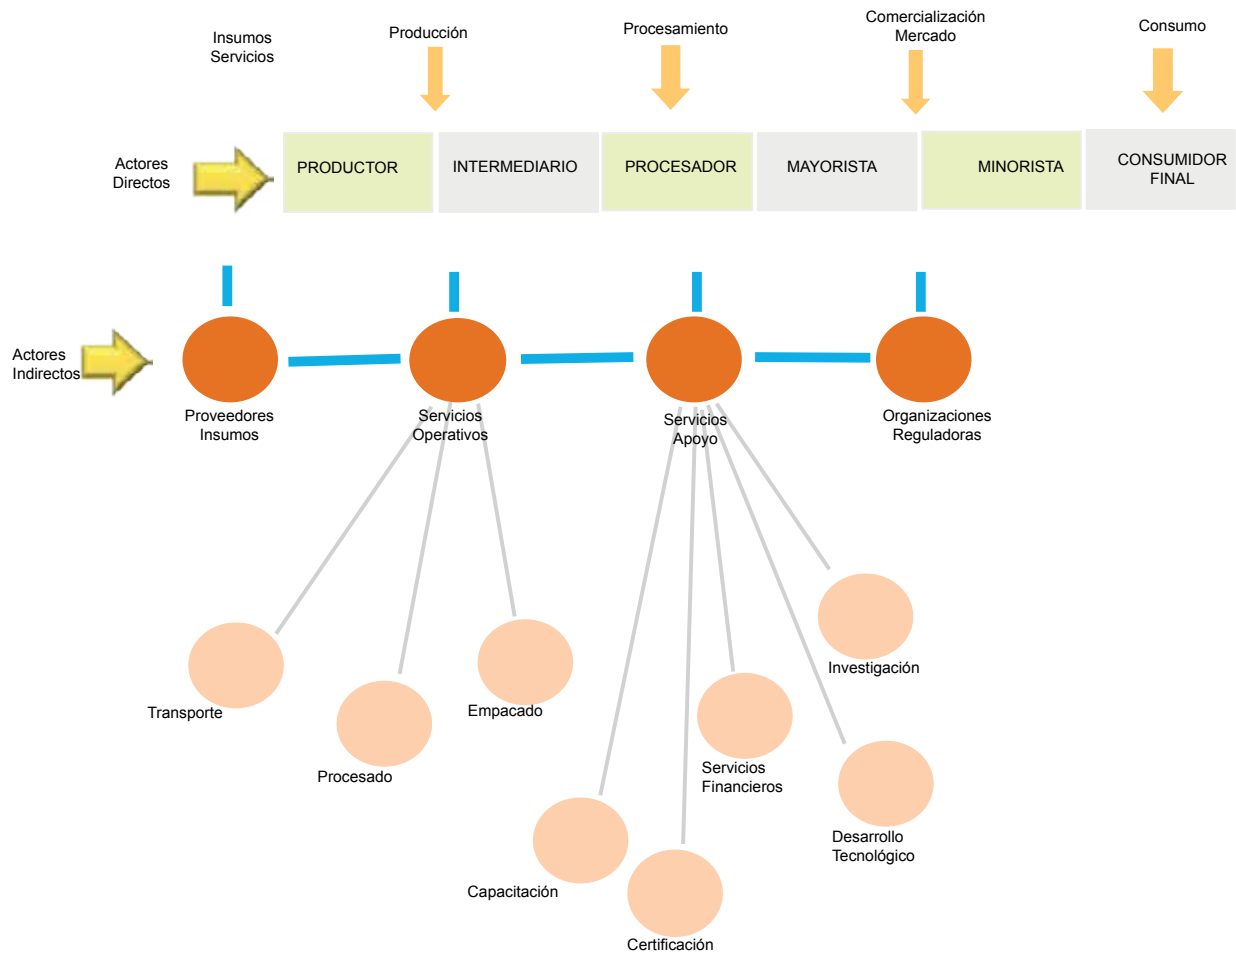 Insumos
Servicios
Producción
Procesamiento
Comercialización
Mercado
Consumo
Actores
Directos
PRODUCTOR
INTERMEDIARIO
PROCESADOR
MAYORISTA
MINORISTA
CONSUMIDOR
FINAL
Actores
Indirectos
Proveedores
Insumos
Servicios
Operativos
Servicios
Apoyo
Organizaciones
Reguladoras
Transporte
Procesado
Empacado
Capacitación
Certificación
Servicios
Financieros
Desarrollo
Tecnológico
Investigación